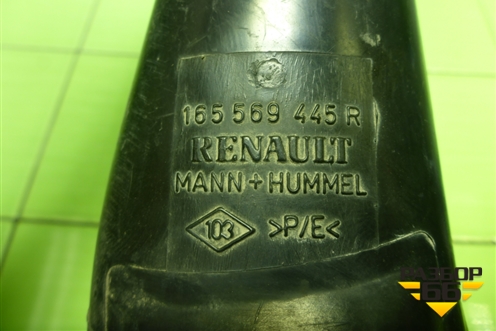 165 569 445 R
RENAULT
MANN+HUMMEL
103 >P/E<
РАЗБОР
66